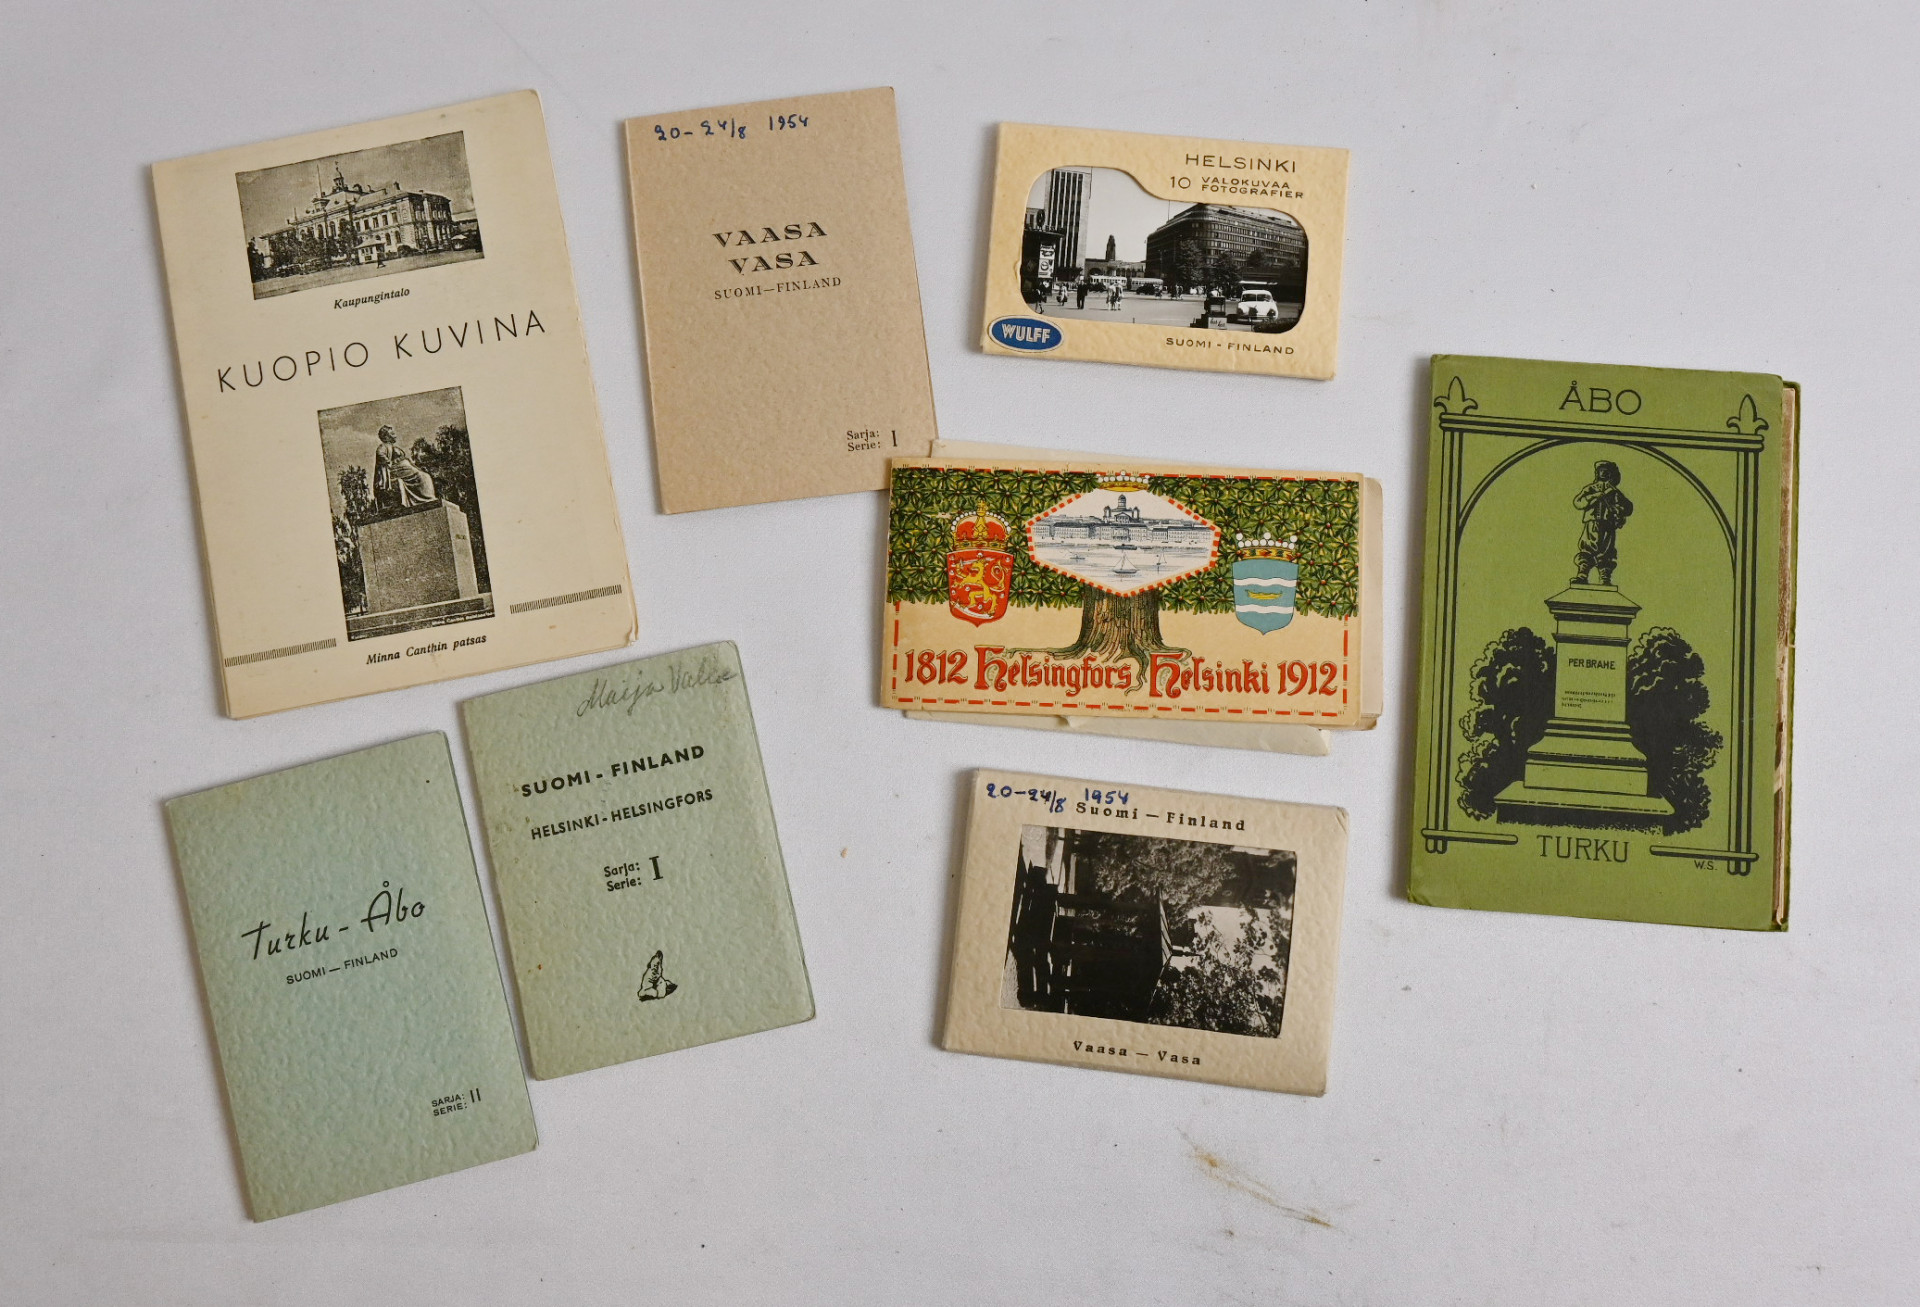 Kaupungintalo
KUOPIO KUVINA
Minna Canthin patsas
20-24/8 1954
VAASA
VASA
SUOMI—FINLAND
Sarja:
Serie: I
HELSINKI
10 VALOKUVAA
FOTOGRAFIER
WULFF
SUOMI - FINLAND
1812 Helsingfors Helsinki 1912
ÅBO
PER BRAHE
TURKU
W.S.
Maija
SUOMI - FINLAND
HELSINKI - HELSINGFORS
Sarja:
Serie: I
Turku - Åbo
SUOMI — FINLAND
SARJA:
SERIE: II
20-24/8 1954
Suomi — Finland
Vaasa — Vasa